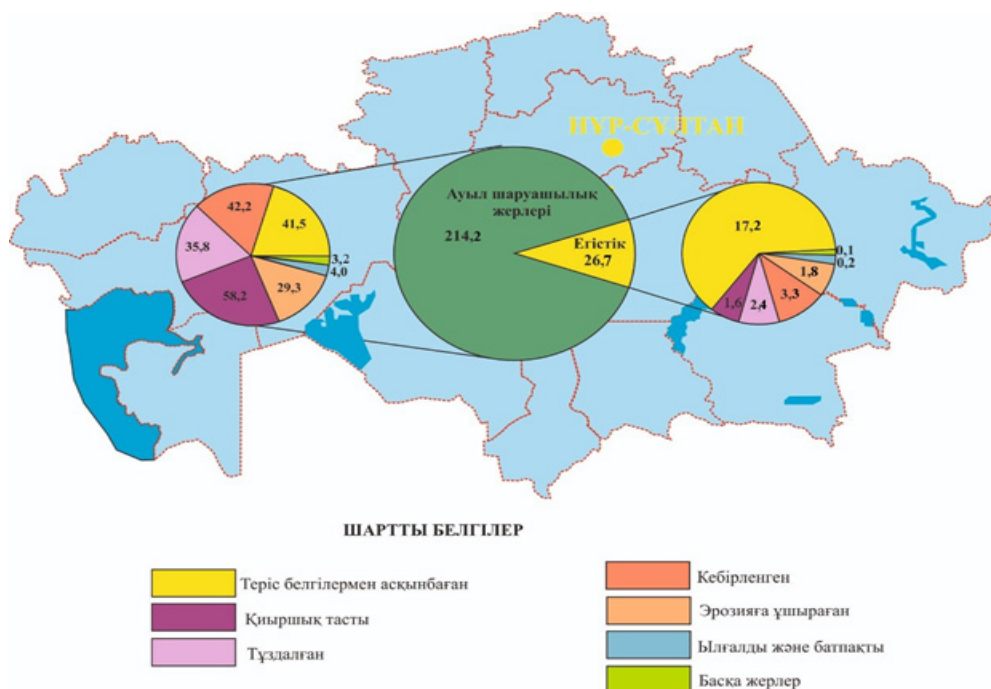 НҰР-СҰЛТАН
Ауыл шаруашылық
жерлері
214,2
Егістік
26,7
42,2
41,5
35,8
3,2
4,0
58,2
29,3
17,2
0,1
0,2
1,8
3,3
2,4
1,6
ШАРТТЫ БЕЛГІЛЕР
Теріс белгілермен асқынбаған
Қиыршық тасты
Тұздалған
Кебірленген
Эрозияға ұшыраған
Ылғалды және батпақты
Басқа жерлер